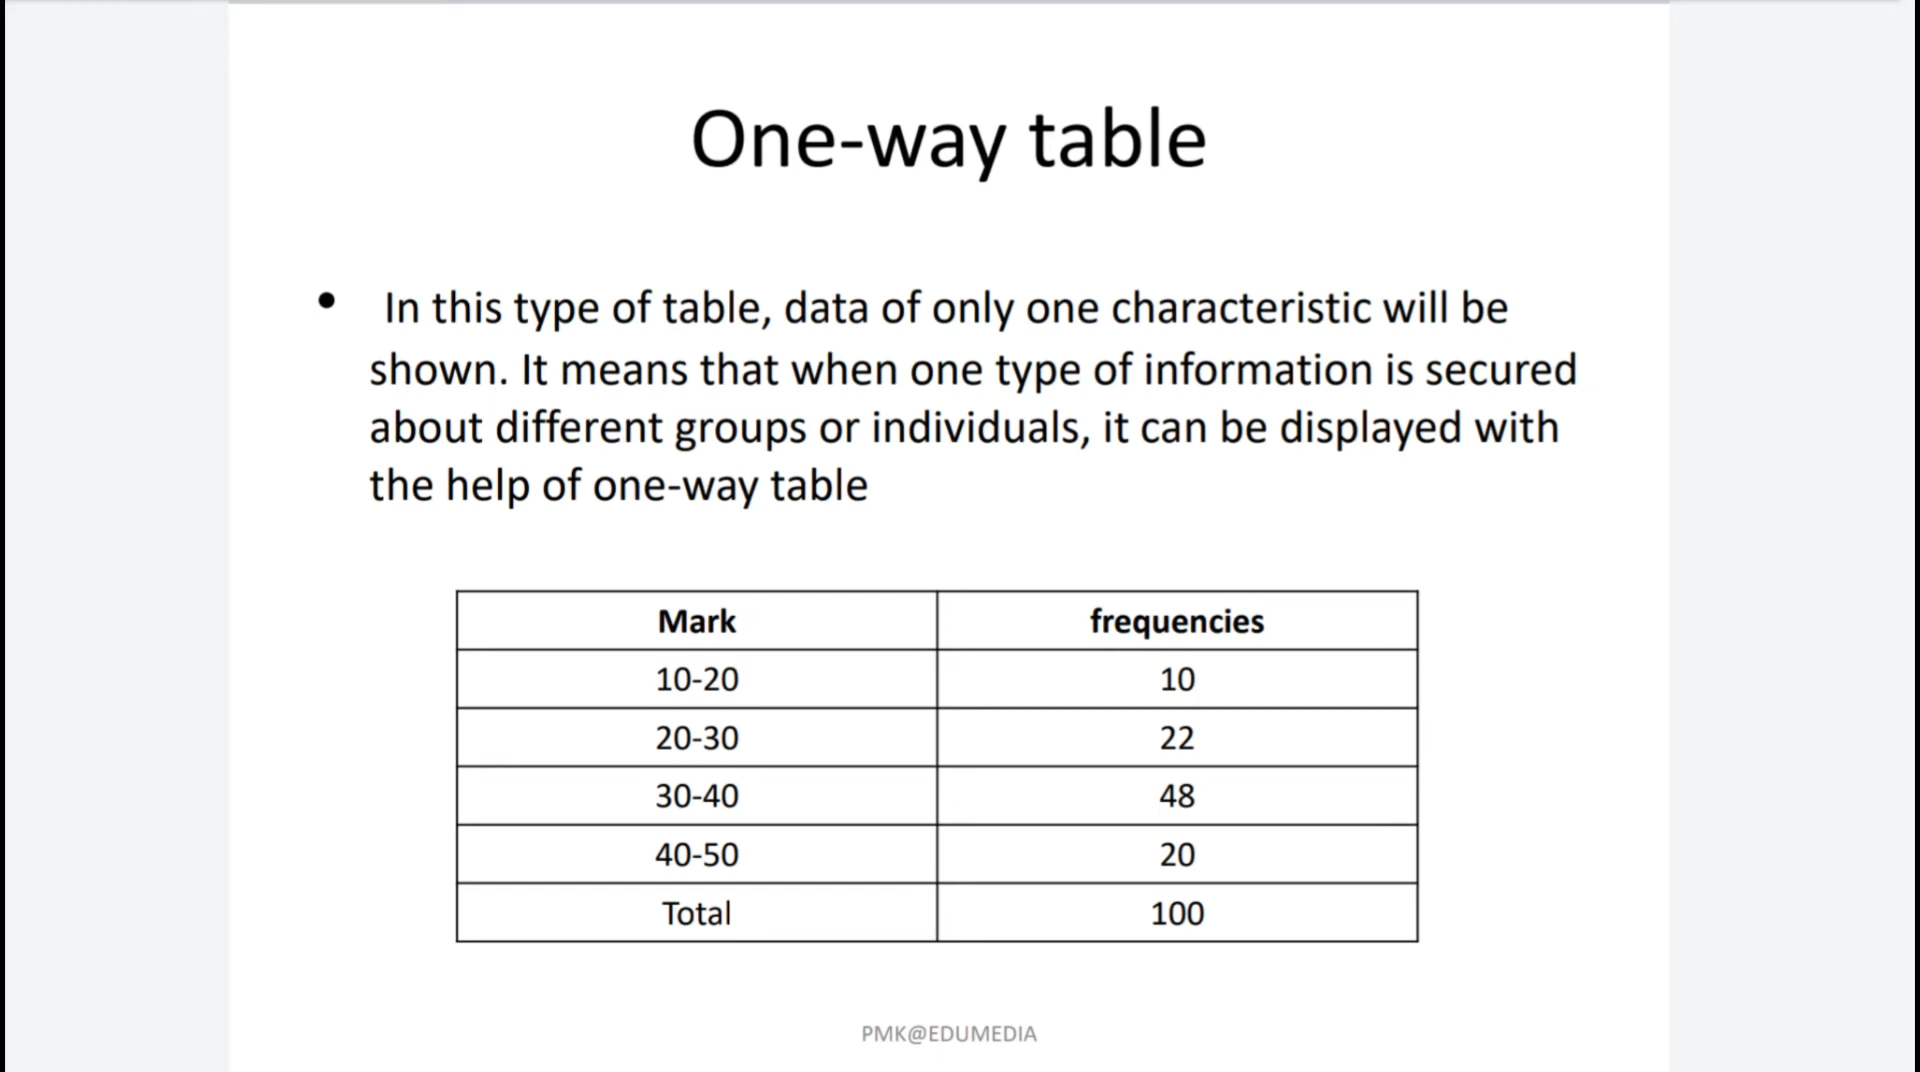 One-way table
• In this type of table, data of only one characteristic will be
shown. It means that when one type of information is secured
about different groups or individuals, it can be displayed with
the help of one-way table
Mark frequencies
10-20 10
20-30 22
30-40 48
40-50 20
Total 100
PMK@EDUMEDIA